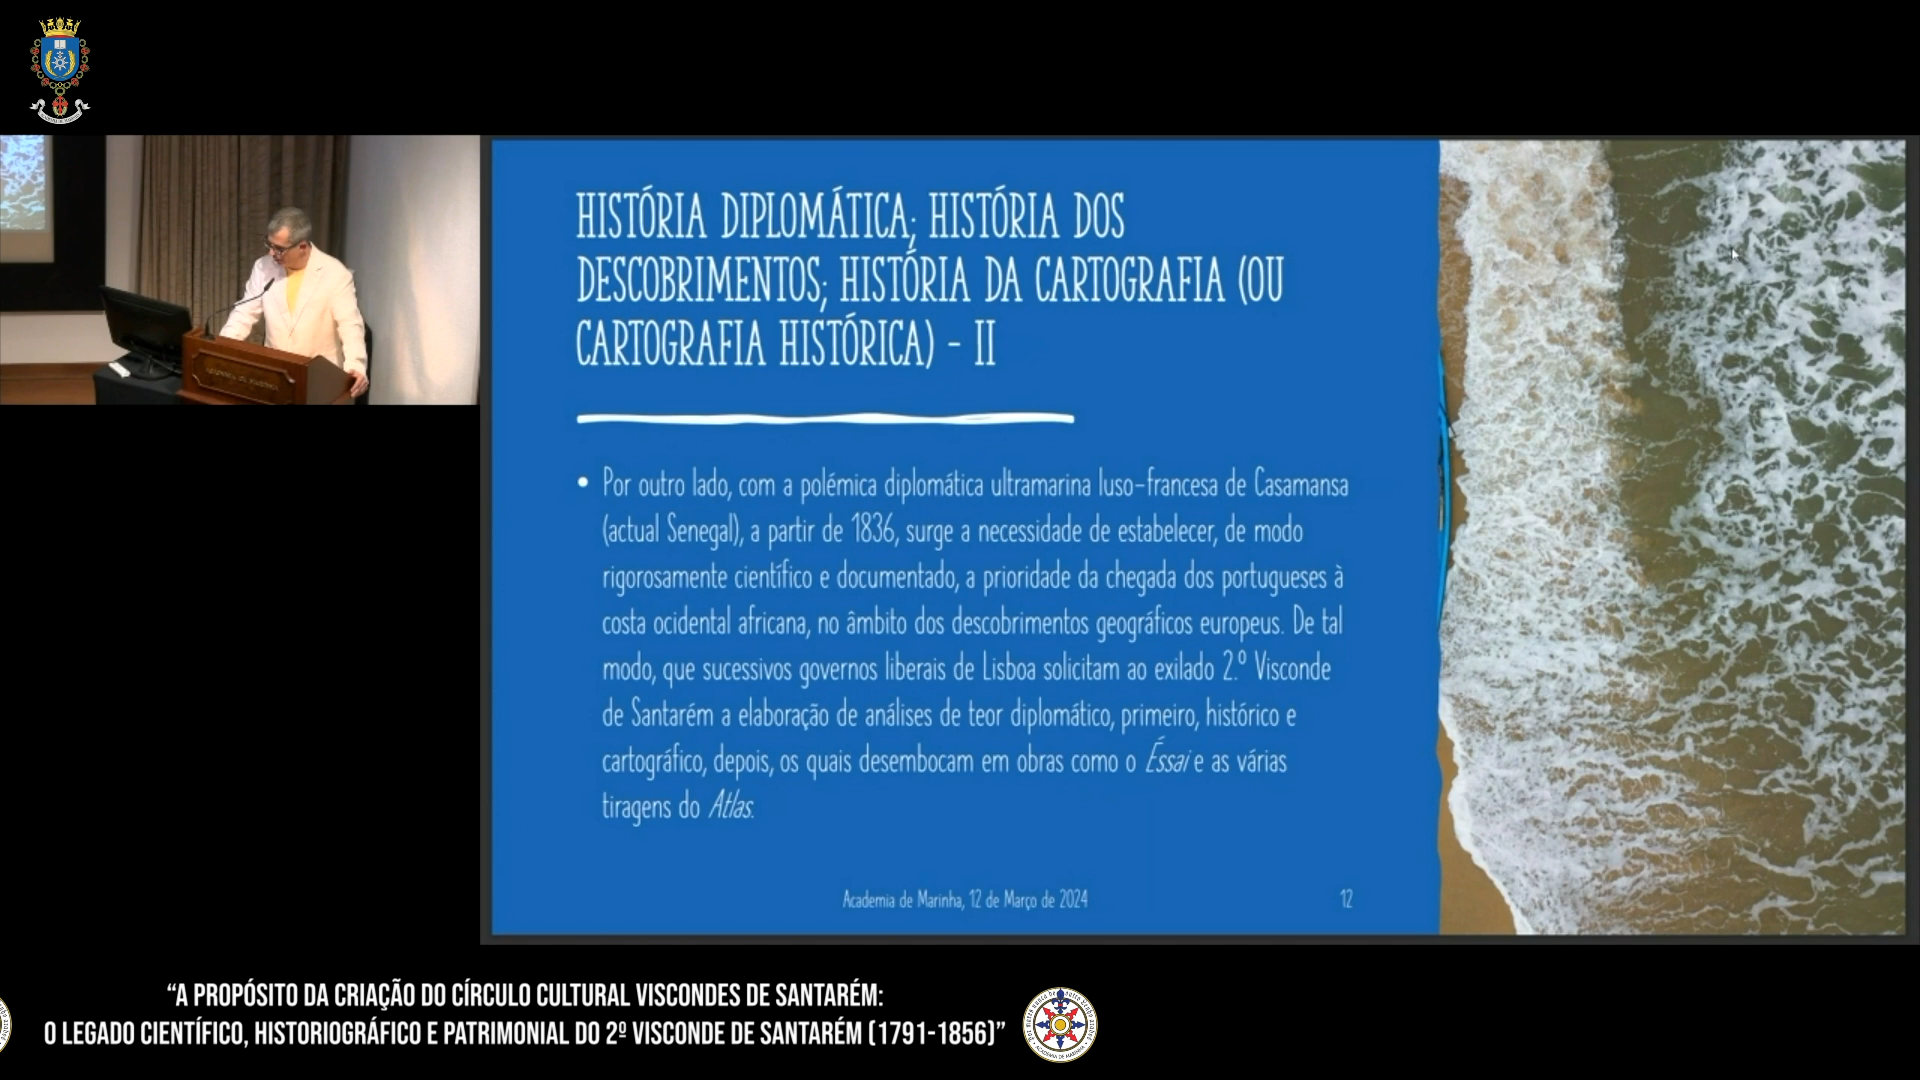 HISTÓRIA DIPLOMÁTICA; HISTÓRIA DOS
DESCOBRIMENTOS; HISTÓRIA DA CARTOGRAFIA (OU
CARTOGRAFIA HISTÓRICA) - II
• Por outro lado, com a polémica diplomática ultramarina luso-francesa de Casamansa
(actual Senegal), a partir de 1836, surge a necessidade de estabelecer, de modo
rigorosamente científico e documentado, a prioridade da chegada dos portugueses à
costa ocidental africana, no âmbito dos descobrimentos geográficos europeus. De tal
modo, que sucessivos governos liberais de Lisboa solicitam ao exilado 2.º Visconde
de Santarém a elaboração de análises de teor diplomático, primeiro, histórico e
cartográfico, depois, os quais desembocam em obras como o Éssai e as várias
tiragens do Atlas.
Academia de Marinha, 12 de Março de 2024
12
“A PROPÓSITO DA CRIAÇÃO DO CÍRCULO CULTURAL VISCONDES DE SANTARÉM:
O LEGADO CIENTÍFICO, HISTORIOGRÁFICO E PATRIMONIAL DO 2º VISCONDE DE SANTARÉM (1791-1856)”
ACADEMIA DE MARINHA